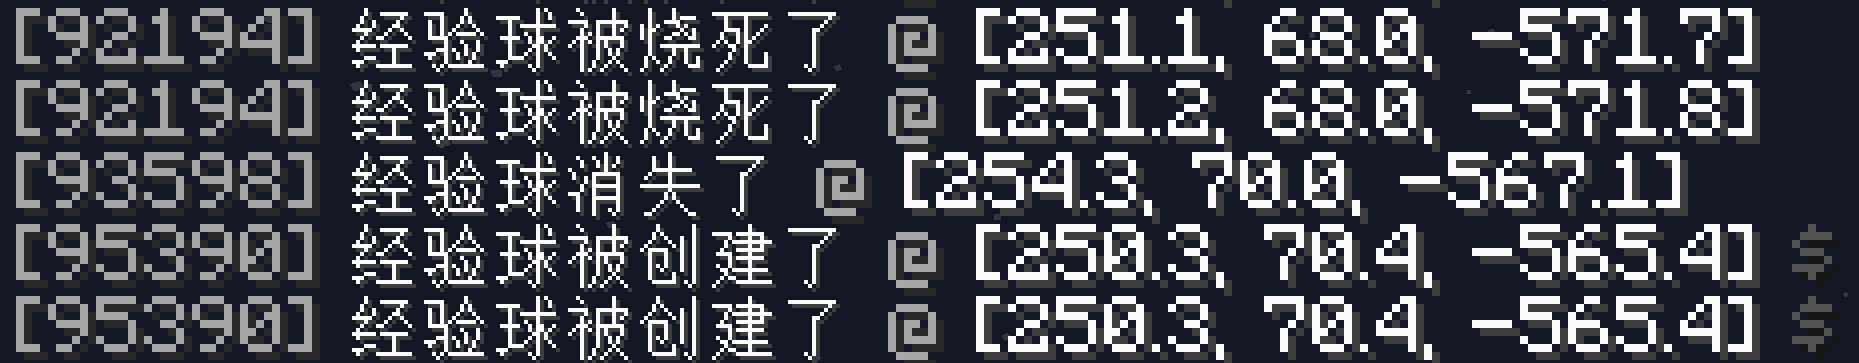 [92194] 经验球被烧死了 @ [251.1, 68.0, -571.7]
[92194] 经验球被烧死了 @ [251.2, 68.0, -571.8]
[93598] 经验球消失了 @ [254.3, 70.0, -567.1]
[95390] 经验球被创建了 @ [250.3, 70.4, -565.4] $
[95390] 经验球被创建了 @ [250.3, 70.4, -565.4] $